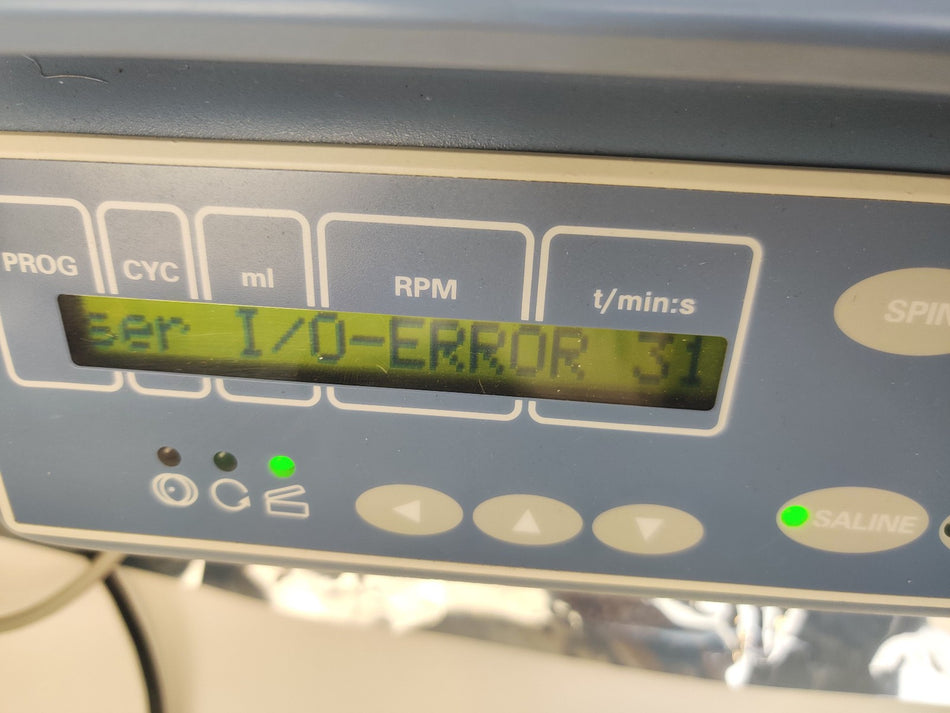 PROG CYC ml RPM t/min:s
ser I/O-ERROR 31
SPIN
SALINE